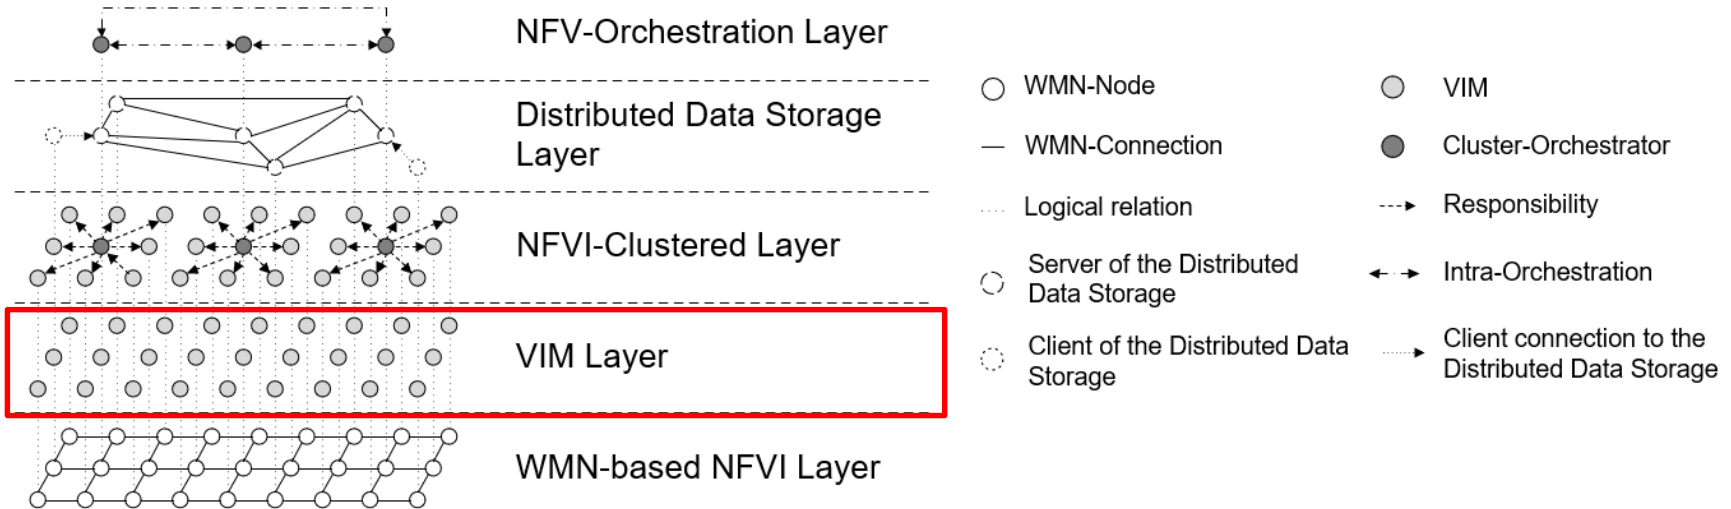 NFV-Orchestration Layer
Distributed Data Storage
Layer
NFVI-Clustered Layer
VIM Layer
WMN-based NFVI Layer
WMN-Node
WMN-Connection
Logical relation
Server of the Distributed
Data Storage
Client of the Distributed Data
Storage
VIM
Cluster-Orchestrator
Responsibility
Intra-Orchestration
Client connection to the
Distributed Data Storage